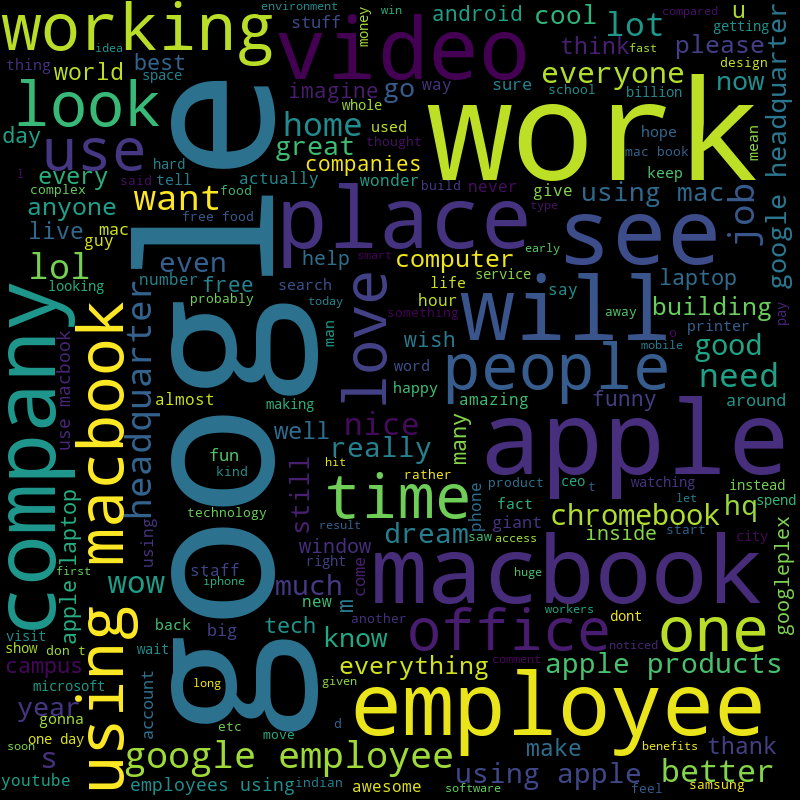 environment
win
compared
working
stuff
money
video
android
cool
lot
u
getting
idea
thing
best
think
please
fast
design
world
space
imagine
go
way
sure
everyone
school
billion
now
headquarter
look
whole
home
used
work
hope
mean
day
use
great
thought
companies
mac book
keep
hard
tell
actually
wonder
build
never
give
using mac
job
google headquarter
every
complex
1
said
food
want
place
type
see
anyone
free food
live
mac
guy
google
even
help
smart
computer
early
lol
looking
number
free
search
life
service
say
laptop
probably
today
hour
will
away
building
pay
company
using macbook
headquarter
man
love
something
wish
printer
o
use macbook
word
people
mobile
good
almost
happy
amazing
need
making
funny
around
nice
many
apple
well
really
fun
kind
hit
rather
still
time
product
ceo
t
watching
instead
apple laptop
technology
phone
fact
let
spend
saw
access
giant
chromebook
hq
using
result
dream
inside
start
city
googleplex
window
right
macbook
first
wow
staff
iphone
much
come
huge
new
m
another
workers
dont
one
visit
back
big
tech
know
office
noticed
show
don t
wait
campus
everything
comment
apple products
microsoft
account
long
given
employee
year
gonna
etc
d
move
one day
s
soon
google employee
make
benefits
thank
youtube
employees using
indian
awesome
using apple
software
feel
better
samsung